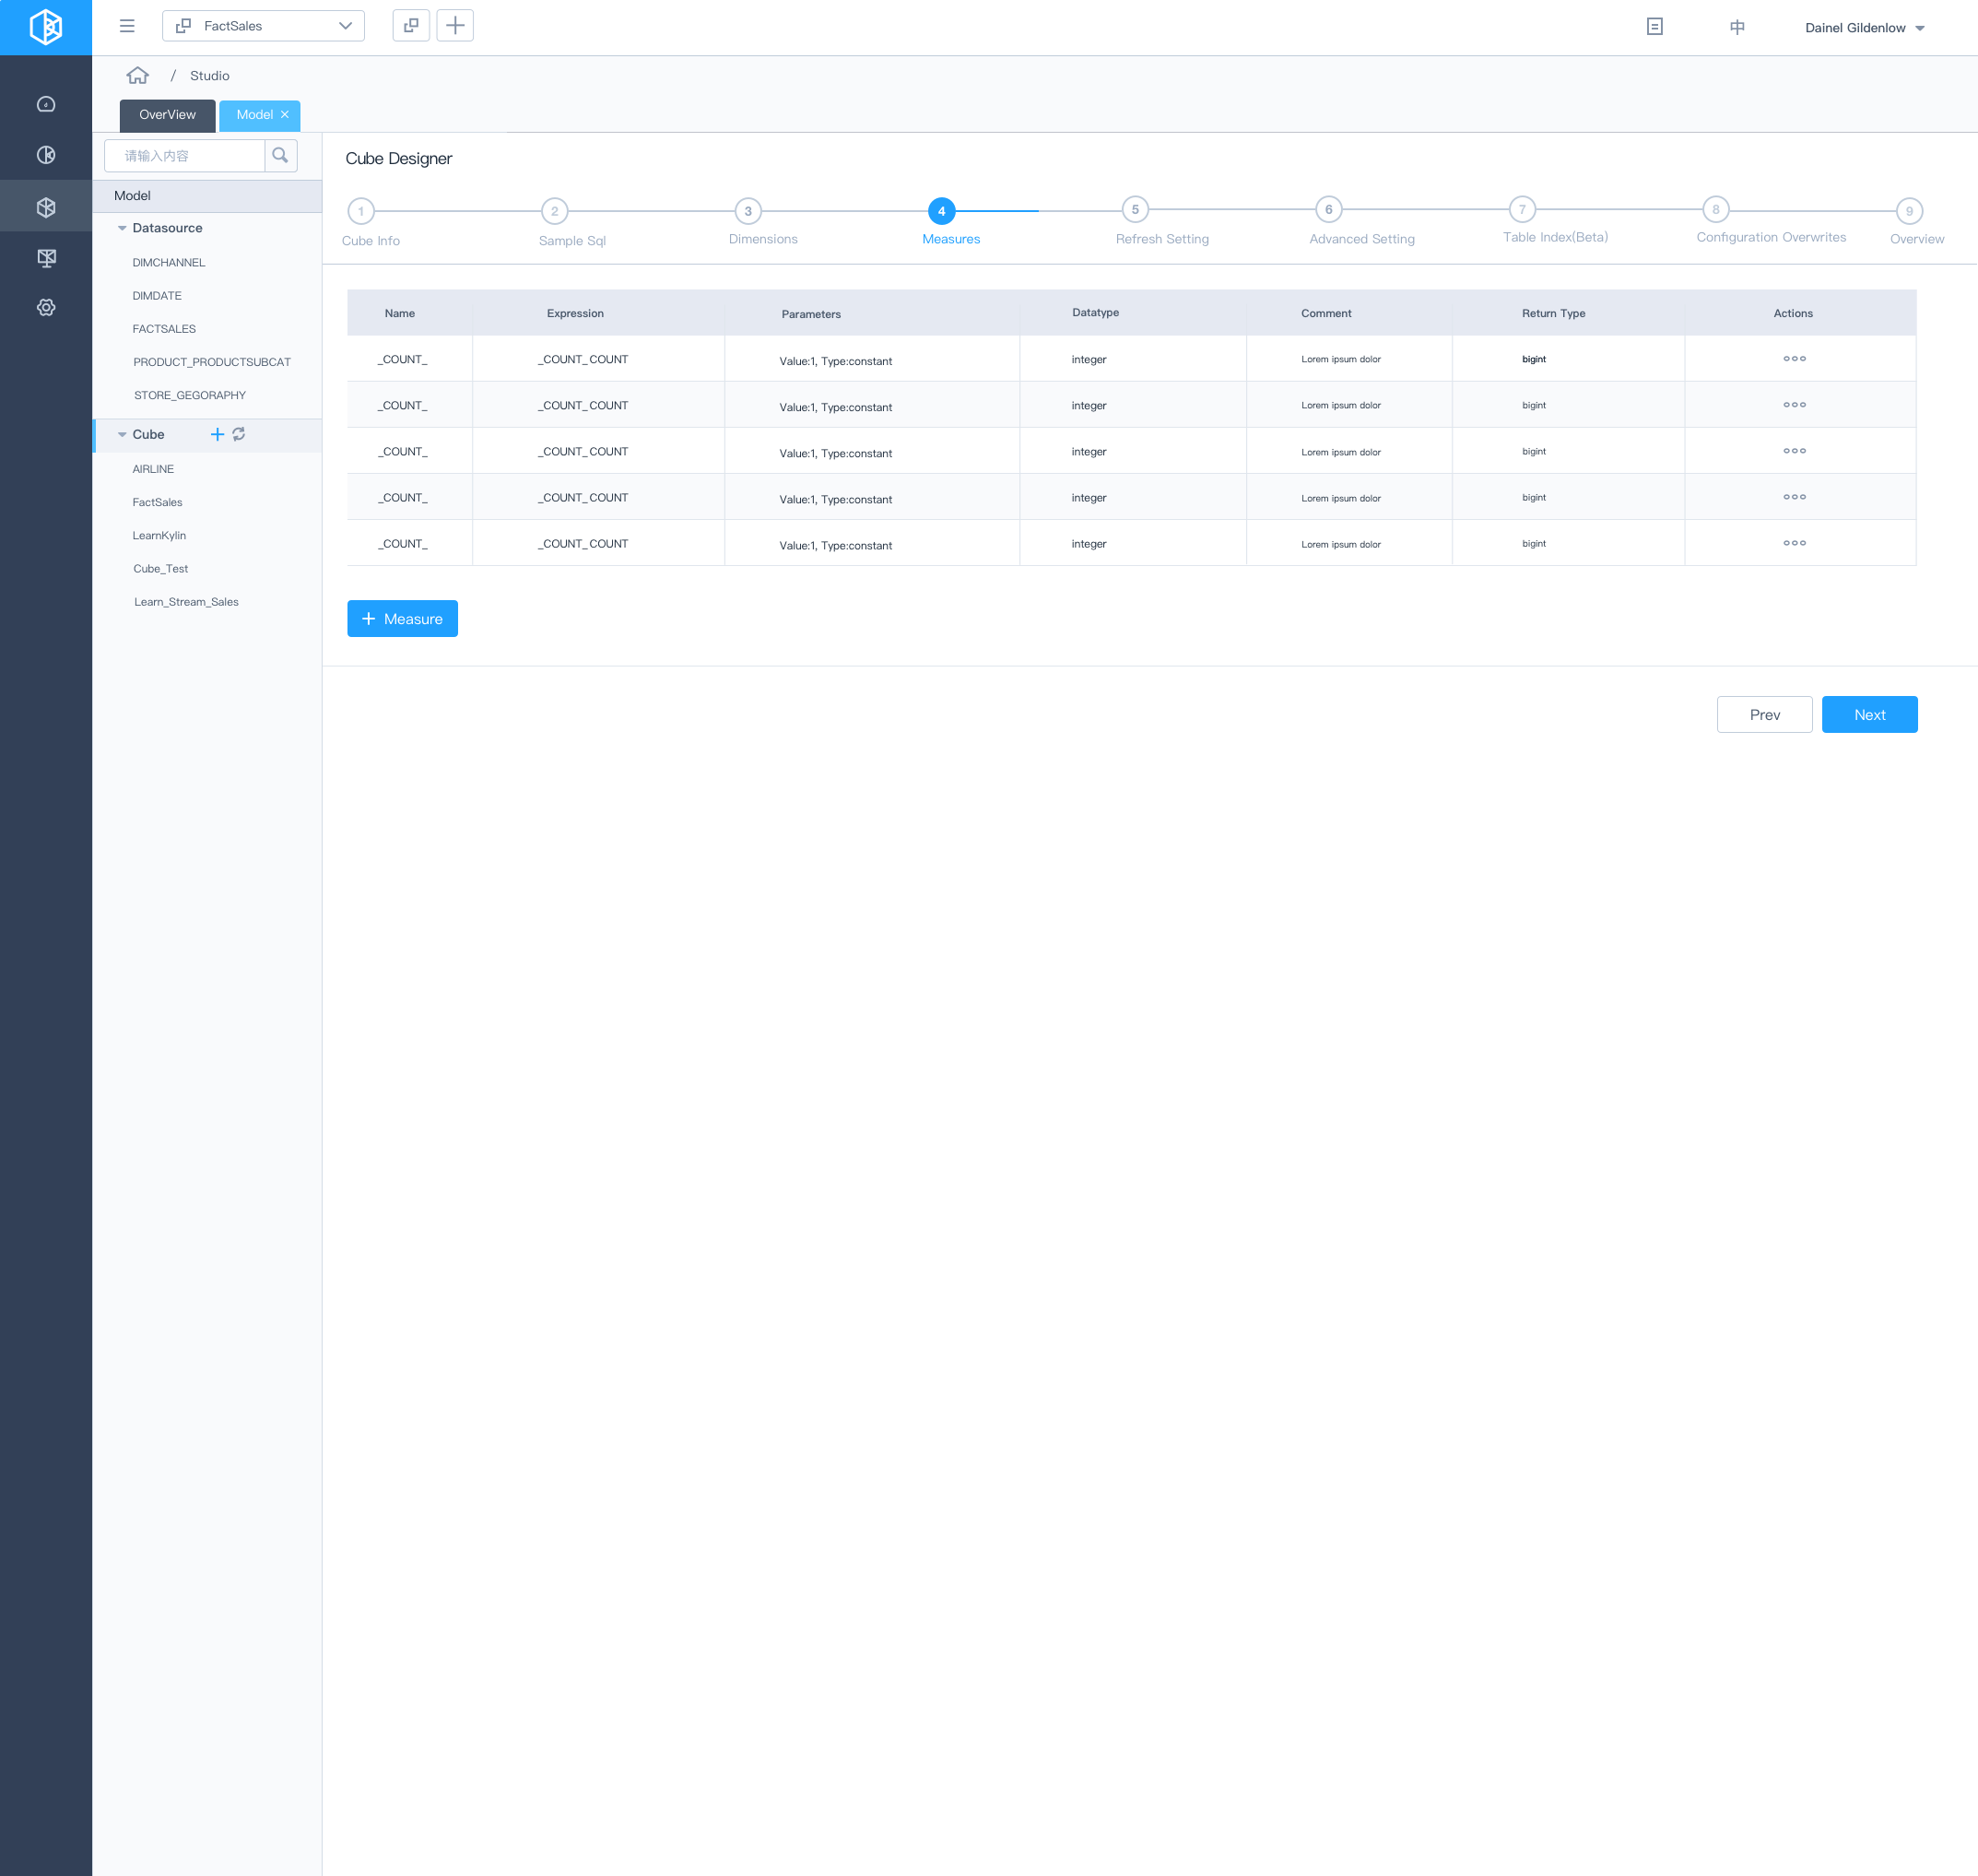 FactSales
中
Dainel Gildenlow
/ Studio
OverView
Model ×
请输入内容
Model
Datasource
DIMCHANNEL
DIMDATE
FACTSALES
PRODUCT_PRODUCTSUBCAT
STORE_GEGORAPHY
Cube
AIRLINE
FactSales
LearnKylin
Cube_Test
Learn_Stream_Sales
Cube Designer
1 2 3 4 5 6 7 8 9
Cube Info Sample Sql Dimensions Measures Refresh Setting Advanced Setting Table Index(Beta) Configuration Overwrites Overview
Name Expression Parameters Datatype Comment Return Type Actions
_COUNT_ _COUNT_COUNT Value:1, Type:constant integer Lorem ipsum dolor bigint
_COUNT_ _COUNT_COUNT Value:1, Type:constant integer Lorem ipsum dolor bigint
_COUNT_ _COUNT_COUNT Value:1, Type:constant integer Lorem ipsum dolor bigint
_COUNT_ _COUNT_COUNT Value:1, Type:constant integer Lorem ipsum dolor bigint
_COUNT_ _COUNT_COUNT Value:1, Type:constant integer Lorem ipsum dolor bigint
+ Measure
Prev
Next